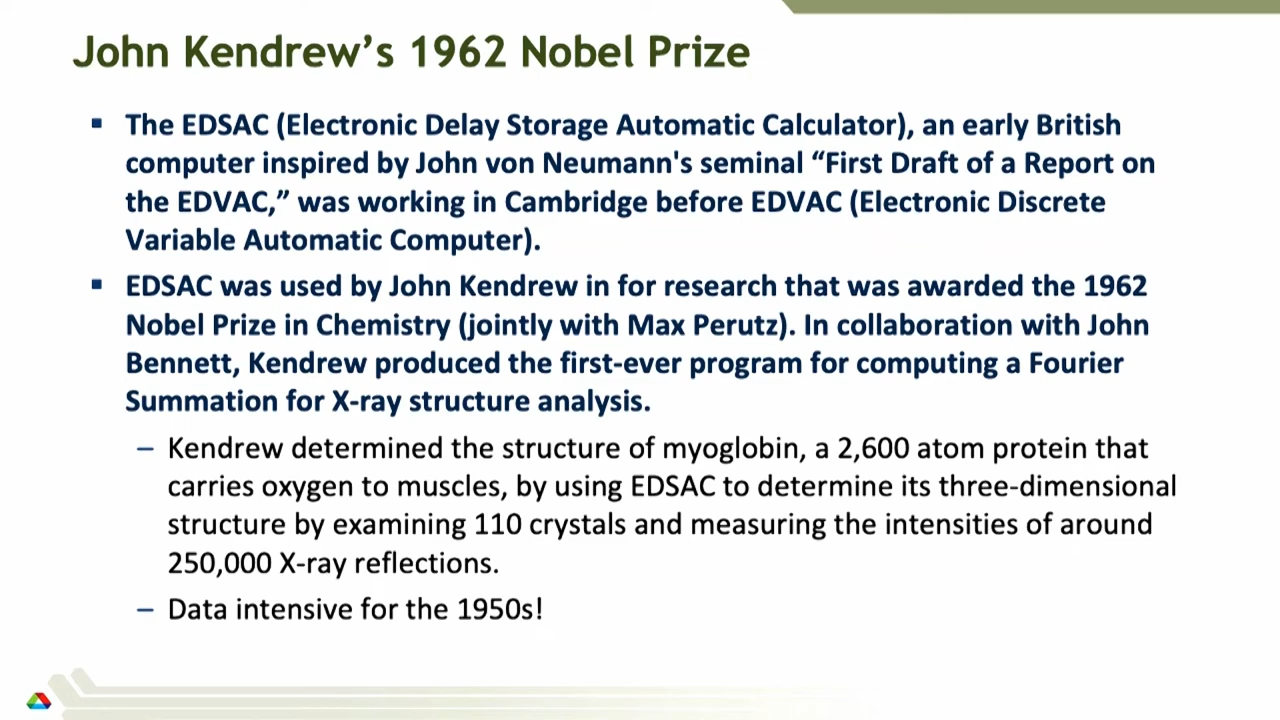 John Kendrew’s 1962 Nobel Prize
▪ The EDSAC (Electronic Delay Storage Automatic Calculator), an early British
computer inspired by John von Neumann's seminal “First Draft of a Report on
the EDVAC,” was working in Cambridge before EDVAC (Electronic Discrete
Variable Automatic Computer).
▪ EDSAC was used by John Kendrew in for research that was awarded the 1962
Nobel Prize in Chemistry (jointly with Max Perutz). In collaboration with John
Bennett, Kendrew produced the first-ever program for computing a Fourier
Summation for X-ray structure analysis.
– Kendrew determined the structure of myoglobin, a 2,600 atom protein that
carries oxygen to muscles, by using EDSAC to determine its three-dimensional
structure by examining 110 crystals and measuring the intensities of around
250,000 X-ray reflections.
– Data intensive for the 1950s!